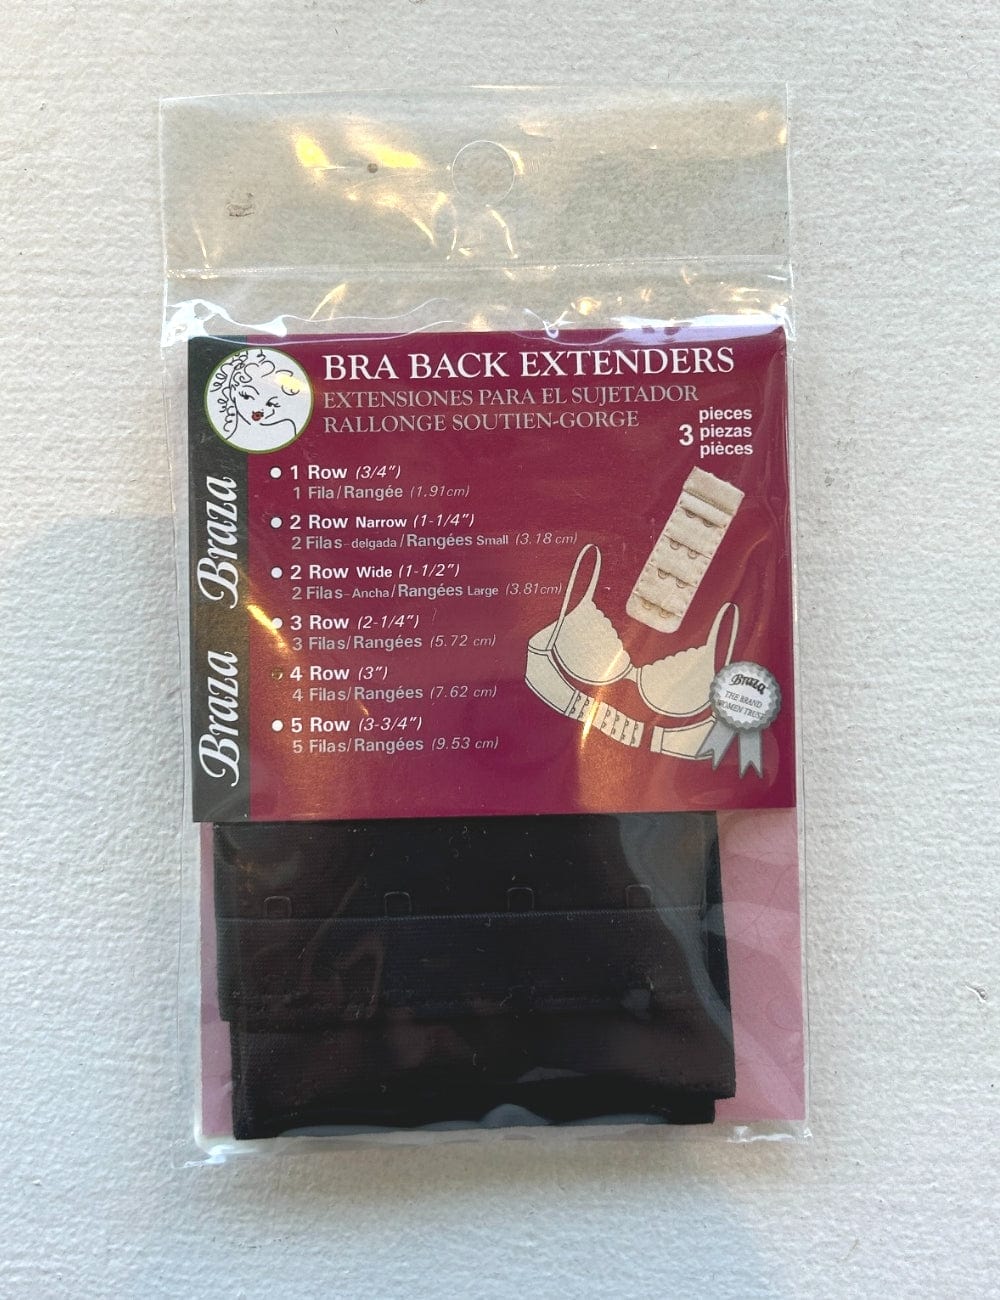 BRA BACK EXTENDERS
EXTENSIONES PARA EL SUJETADOR
RALLONGE SOUTIEN-GORGE
3 pieces
piezas
pièces
1 Row (3/4")
1 Fila/Rangée (1.91cm)
2 Row Narrow (1-1/4")
2 Filas-delgada/Rangées Small (3.18 cm)
2 Row Wide (1-1/2")
2 Filas-Ancha/Rangées Large (3.81cm)
3 Row (2-1/4")
3 Filas/Rangées (5.72 cm)
4 Row (3")
4 Filas/Rangées (7.62 cm)
5 Row (3-3/4")
5 Filas/Rangées (9.53 cm)
Braza Braza
Braza
THE BRAND
WOMEN TRUST